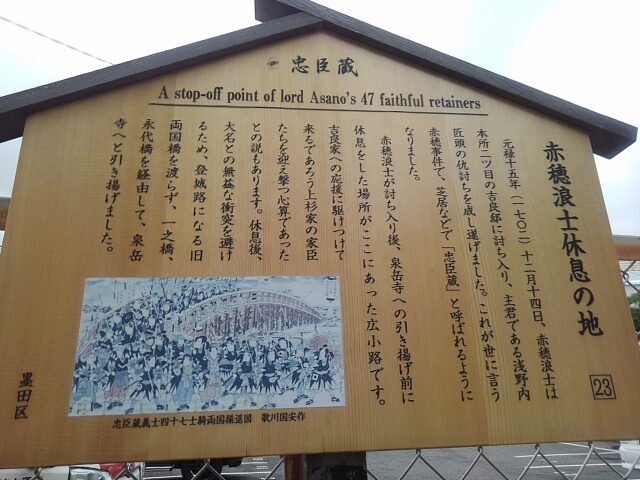 忠臣蔵
A stop-off point of lord Asano's 47 faithful retainers
赤穂浪士休息の地
元禄十五年（一七〇二）十二月十四日、赤穂浪士は
本所二ツ目の吉良邸に討ち入り、主君である浅野内
匠頭の仇討ちを成し遂げました。これが世に言う
赤穂事件で、芝居などで「忠臣蔵」と呼ばれるように
なりました。
赤穂浪士が討ち入り後、泉岳寺への引き揚げ前に
休息をした場所がここにあった広小路です。
吉良家への応援に駆けつけて
来るであろう上杉家の家臣
たちを迎え撃つ心算であった
との説もあります。休息後、
大名との無益な衝突を避け
るため、登城路になる旧
両国橋を渡らず、一之橋、
永代橋を経由して、泉岳
寺へと引き揚げました。
23
忠臣蔵義士四十七士騎両国揚退図 歌川国安作
墨田区